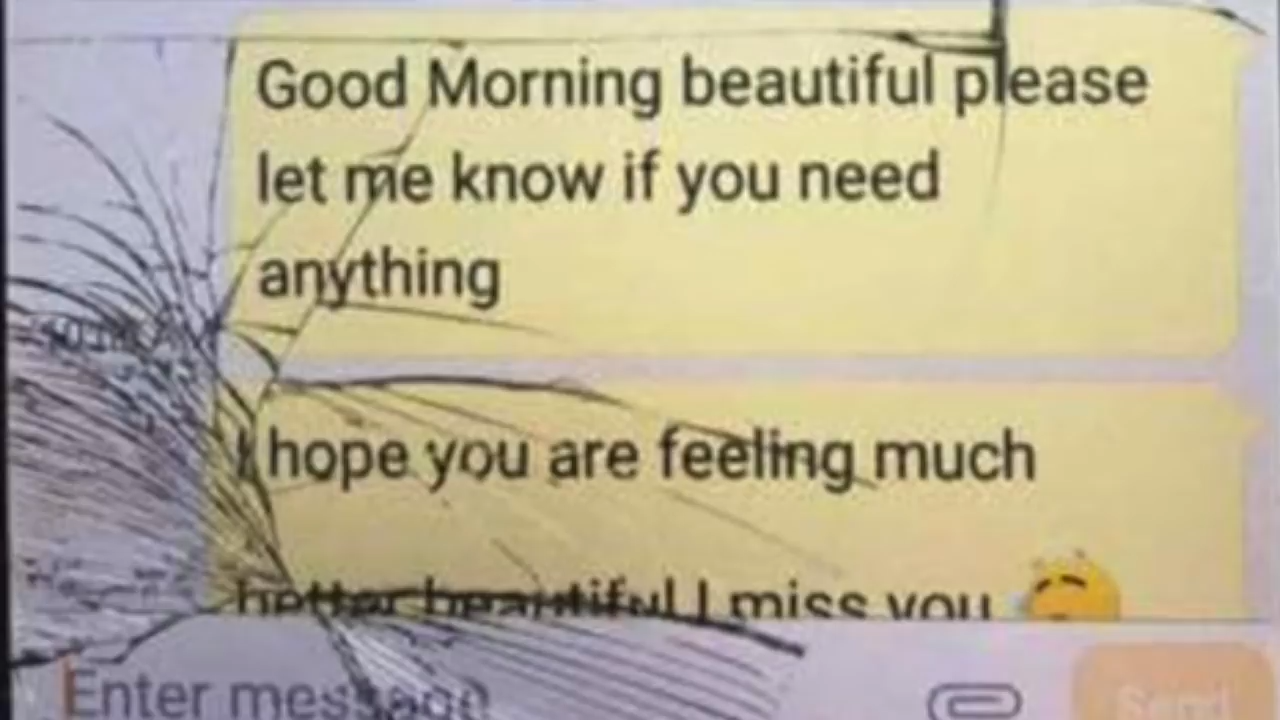 Good Morning beautiful please
let me know if you need
anything
I hope you are feeling much
better beautiful I miss you
Enter message
Send